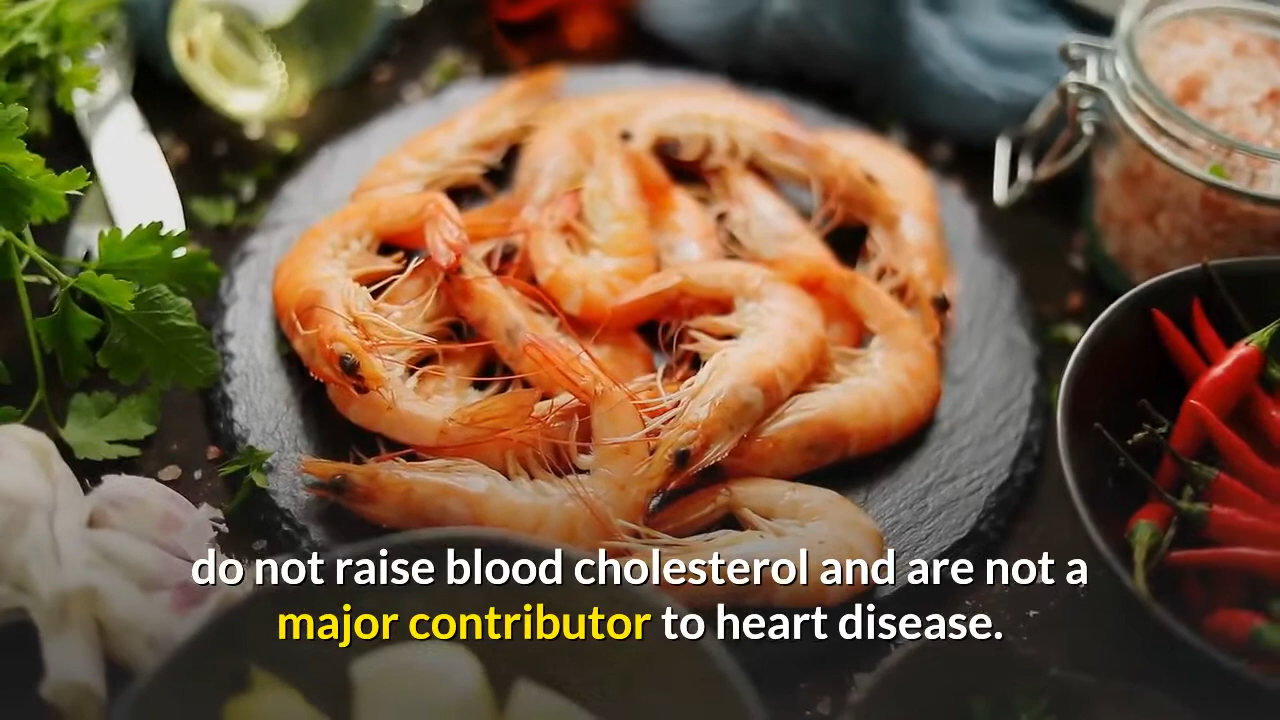 do not raise blood cholesterol and are not a
major contributor to heart disease.